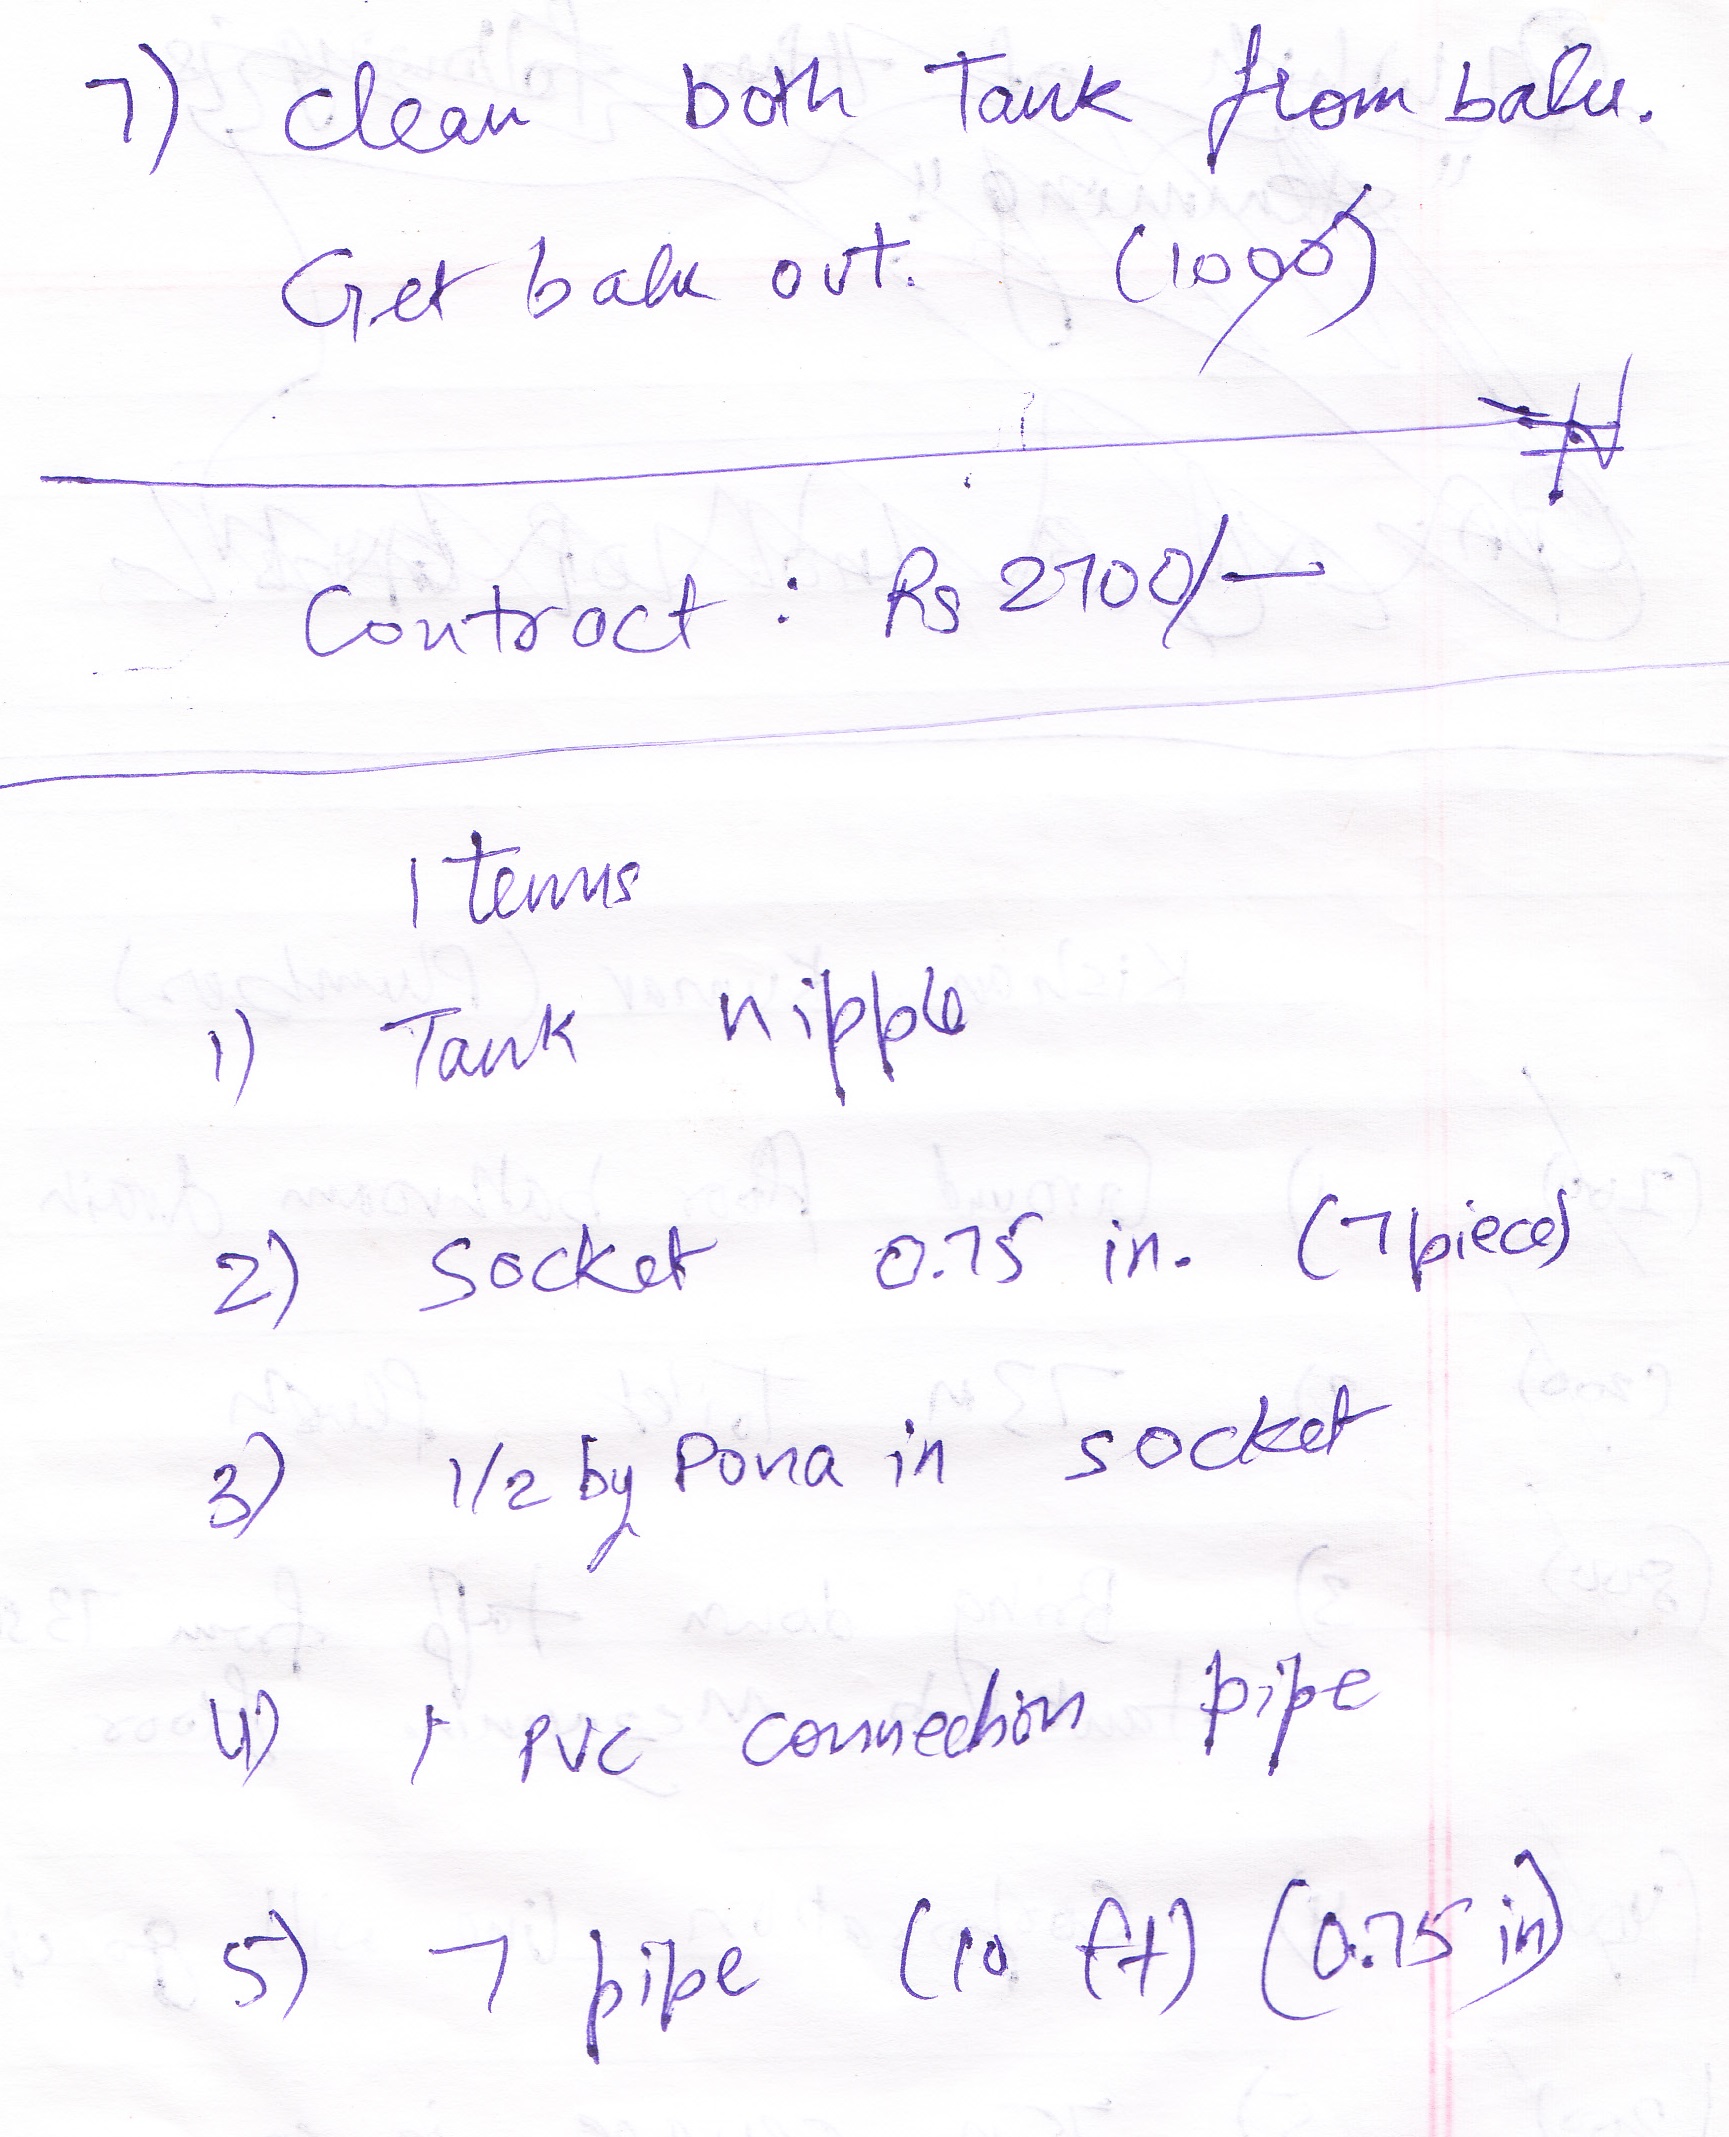 7) Clean both Tank from balu.
Get balu out. (1000)
Contract : Rs 2700/-
Items
1) Tank nipple
2) Socket 0.75 in. (7 pieces)
3) 1/2 by Pona in socket
4) 1 PVC connection pipe
5) 7 pipe (10 ft) (0.75 in)